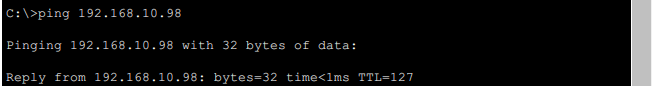 C:\>ping 192.168.10.98
Pinging 192.168.10.98 with 32 bytes of data:
Reply from 192.168.10.98: bytes=32 time<1ms TTL=127